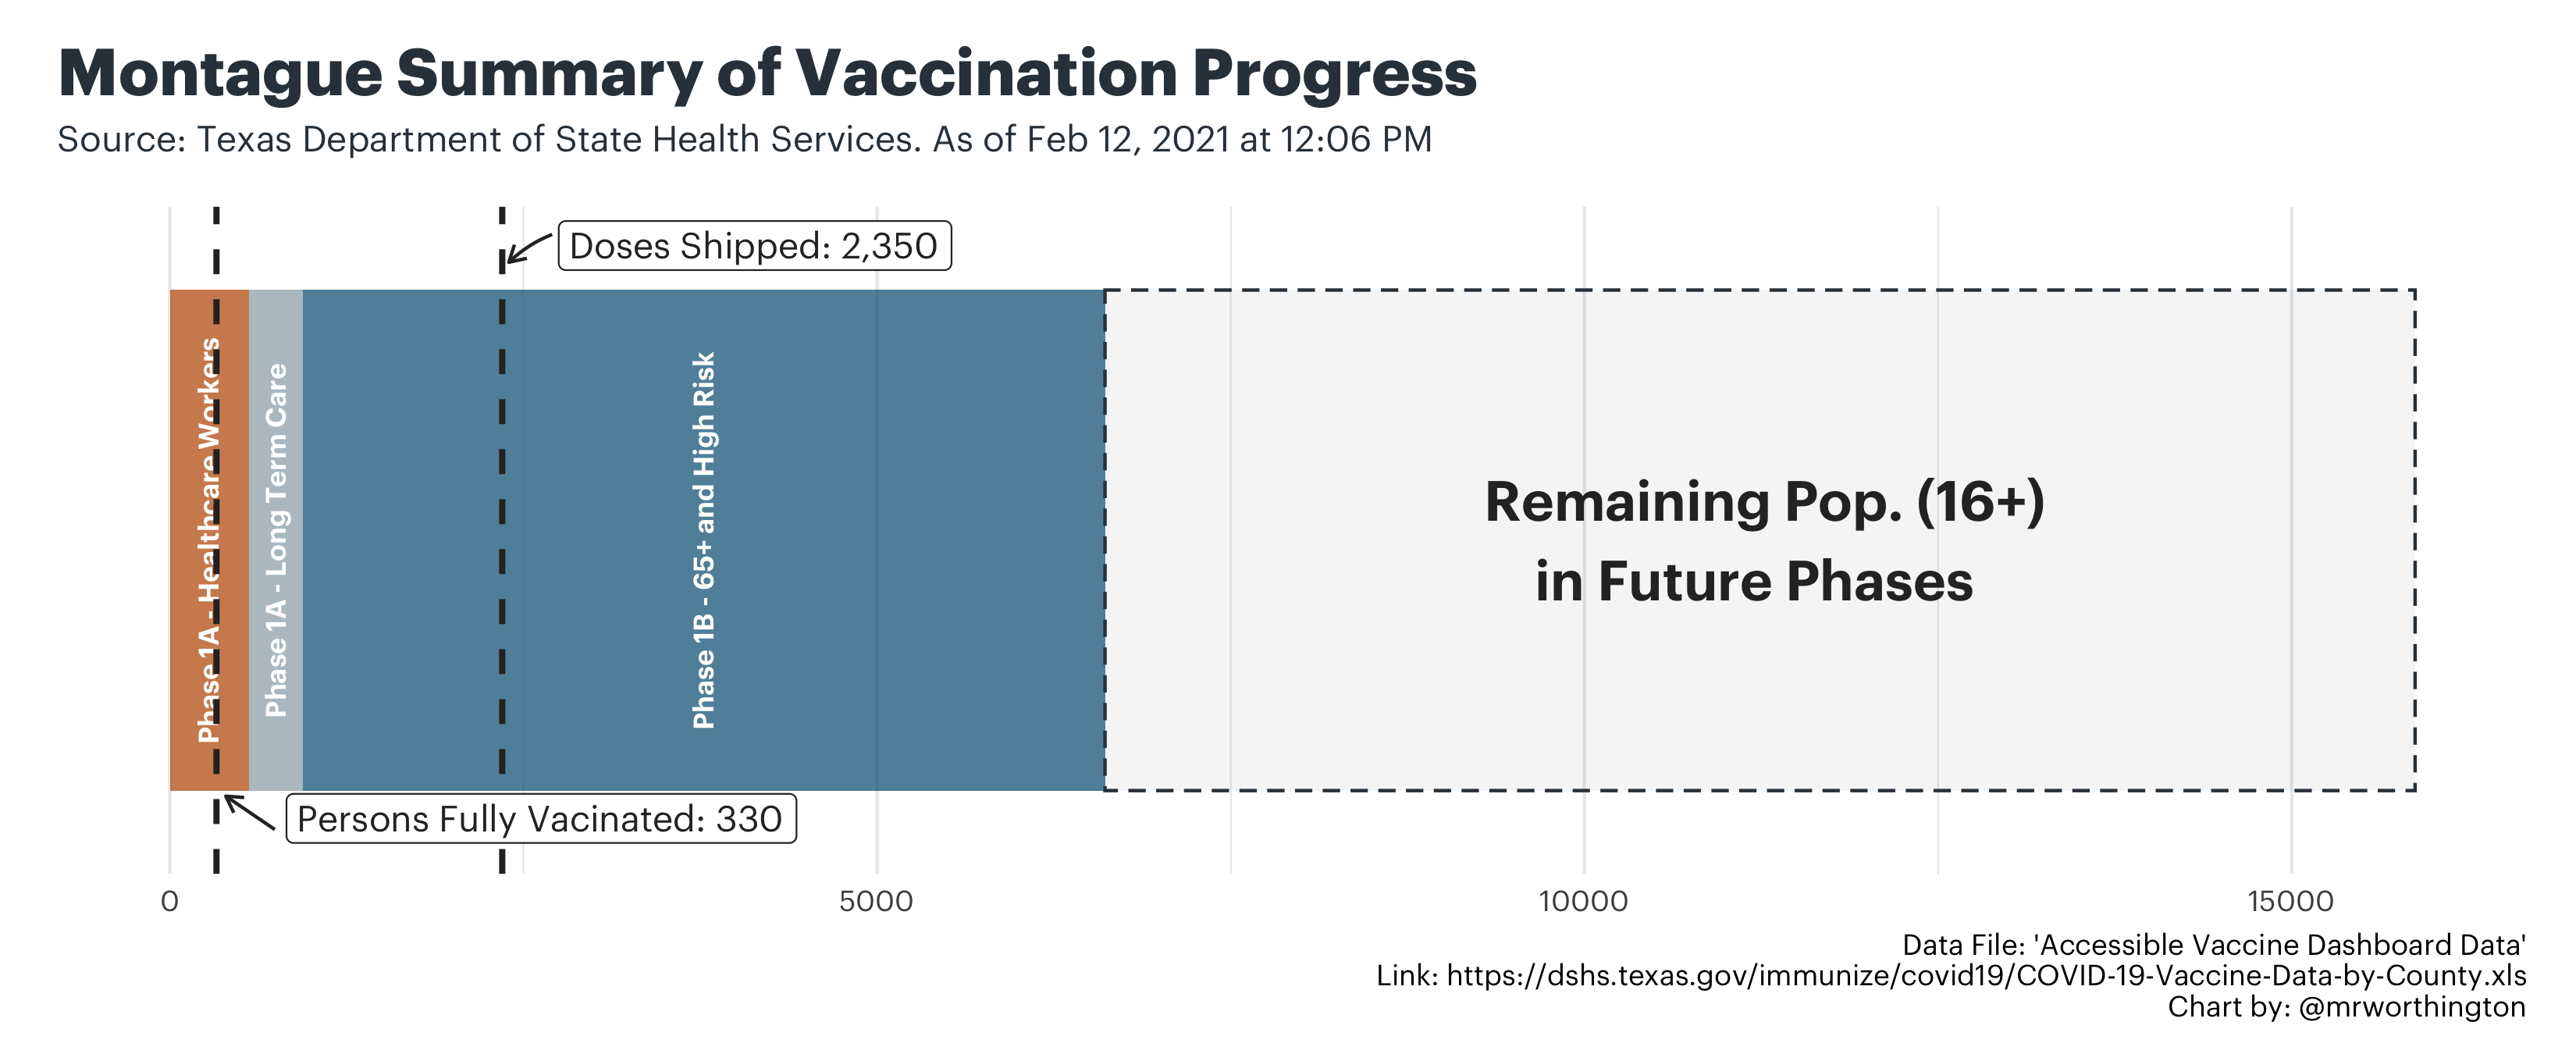 Montague Summary of Vaccination Progress
Source: Texas Department of State Health Services. As of Feb 12, 2021 at 12:06 PM
Doses Shipped: 2,350
Phase 1A - Healthcare Workers
Phase 1A - Long Term Care
Phase 1B - 65+ and High Risk
Remaining Pop. (16+)
in Future Phases
Persons Fully Vacinated: 330
0
5000
10000
15000
Data File: 'Accessible Vaccine Dashboard Data'
Link: https://dshs.texas.gov/immunize/covid19/COVID-19-Vaccine-Data-by-County.xls
Chart by: @mrworthington